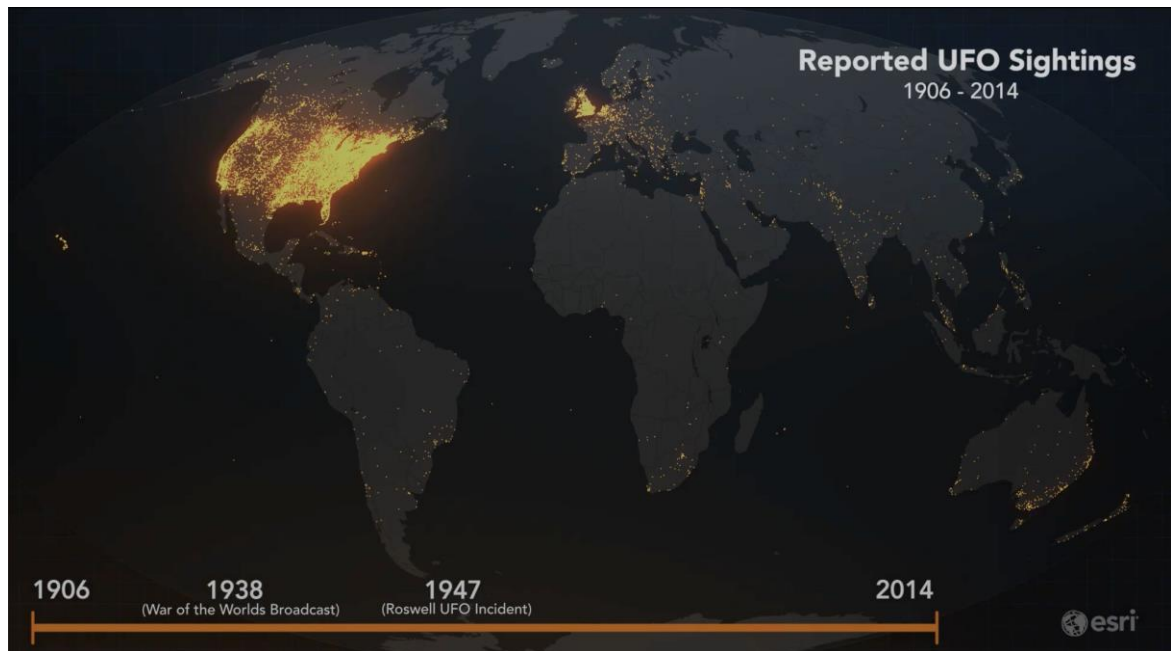 Reported UFO Sightings
1906 - 2014
1906
1938
(War of the Worlds Broadcast)
1947
(Roswell UFO Incident)
2014
esri